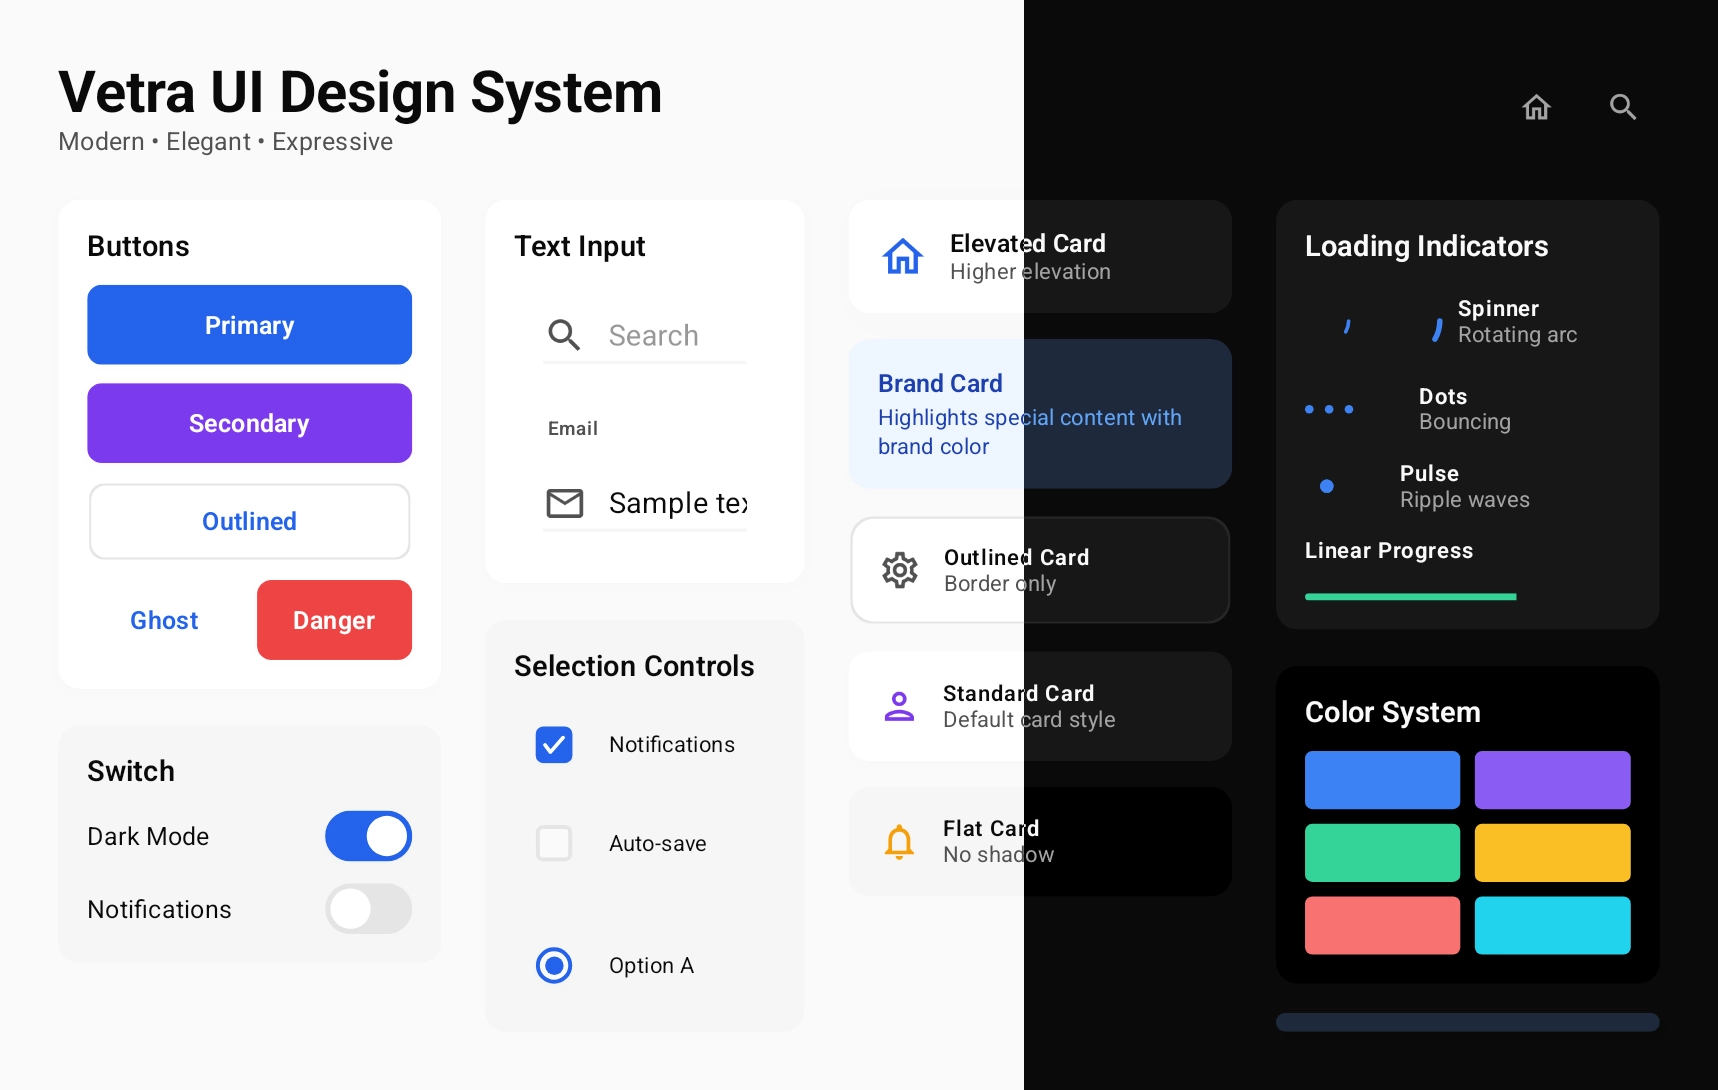 Vetra UI Design System
Modern • Elegant • Expressive
Buttons
Primary
Secondary
Outlined
Ghost
Danger
Switch
Dark Mode
Notifications
Text Input
Search
Email
Sample tex
Selection Controls
Notifications
Auto-save
Option A
Elevated Card
Higher elevation
Brand Card
Highlights special content with
brand color
Outlined Card
Border only
Standard Card
Default card style
Flat Card
No shadow
Loading Indicators
Spinner
Rotating arc
Dots
Bouncing
Pulse
Ripple waves
Linear Progress
Color System